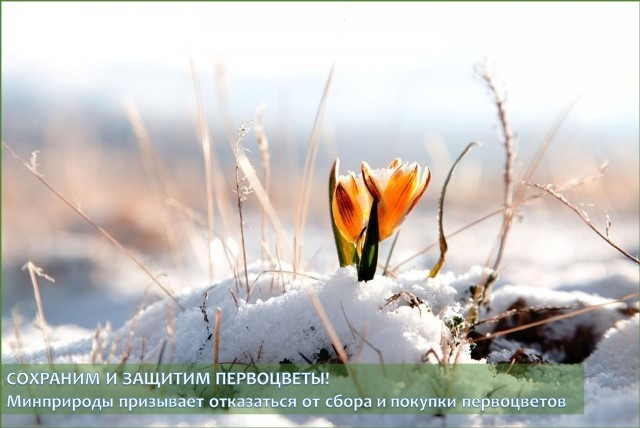 СОХРАНИМ И ЗАЩИТИМ ПЕРВОЦВЕТЫ!
Минприроды призывает отказаться от сбора и покупки первоцветов